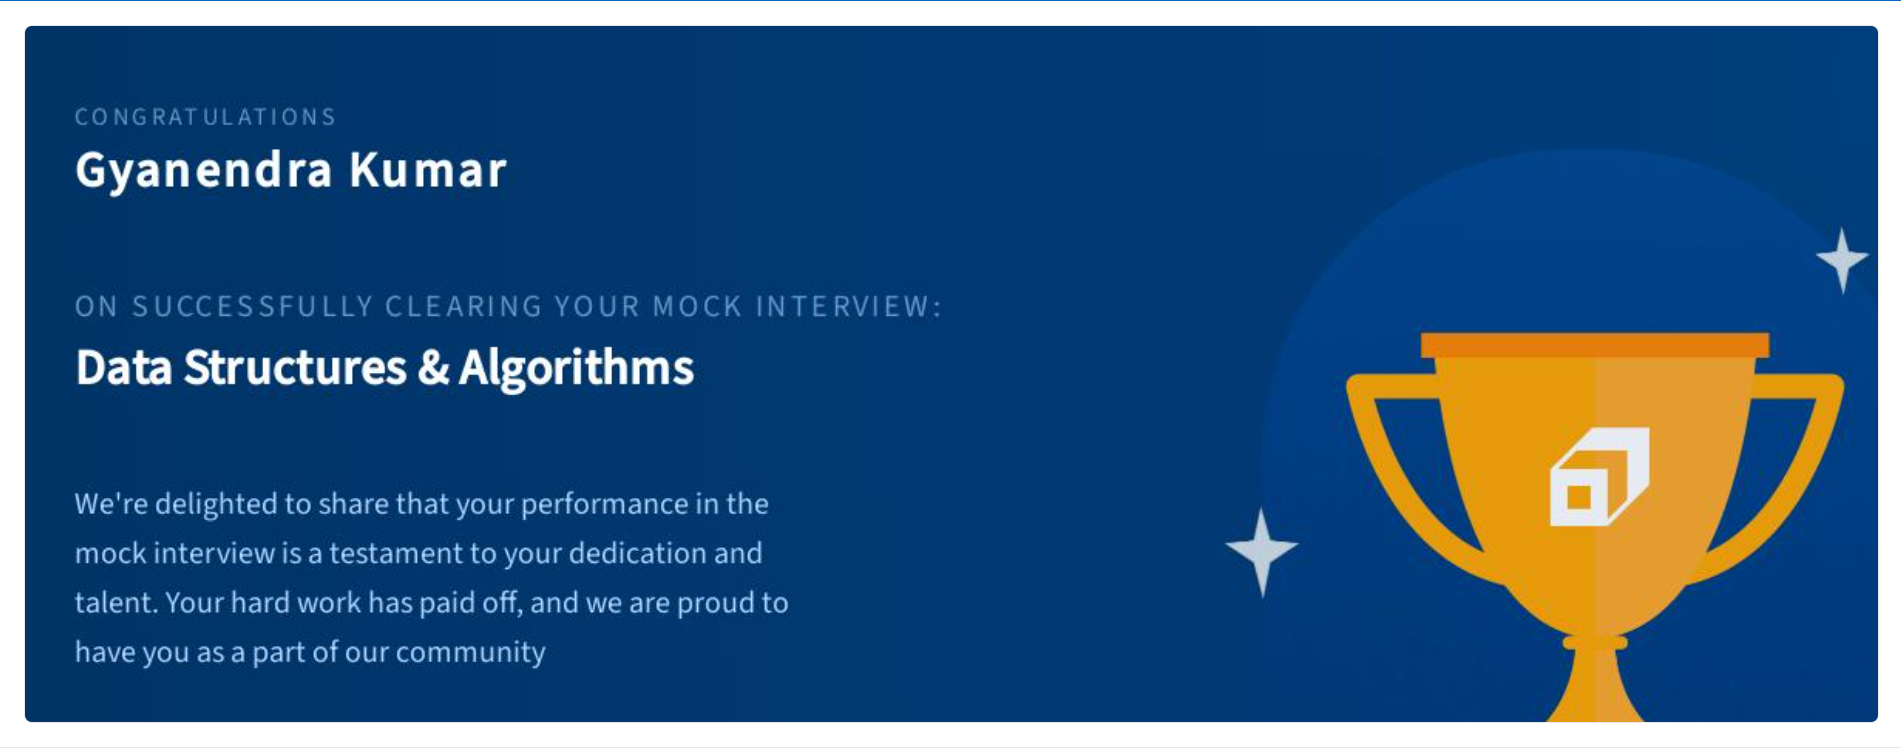 CONGRATULATIONS
Gyanendra Kumar
ON SUCCESSFULLY CLEARING YOUR MOCK INTERVIEW:
Data Structures & Algorithms
We're delighted to share that your performance in the
mock interview is a testament to your dedication and
talent. Your hard work has paid off, and we are proud to
have you as a part of our community